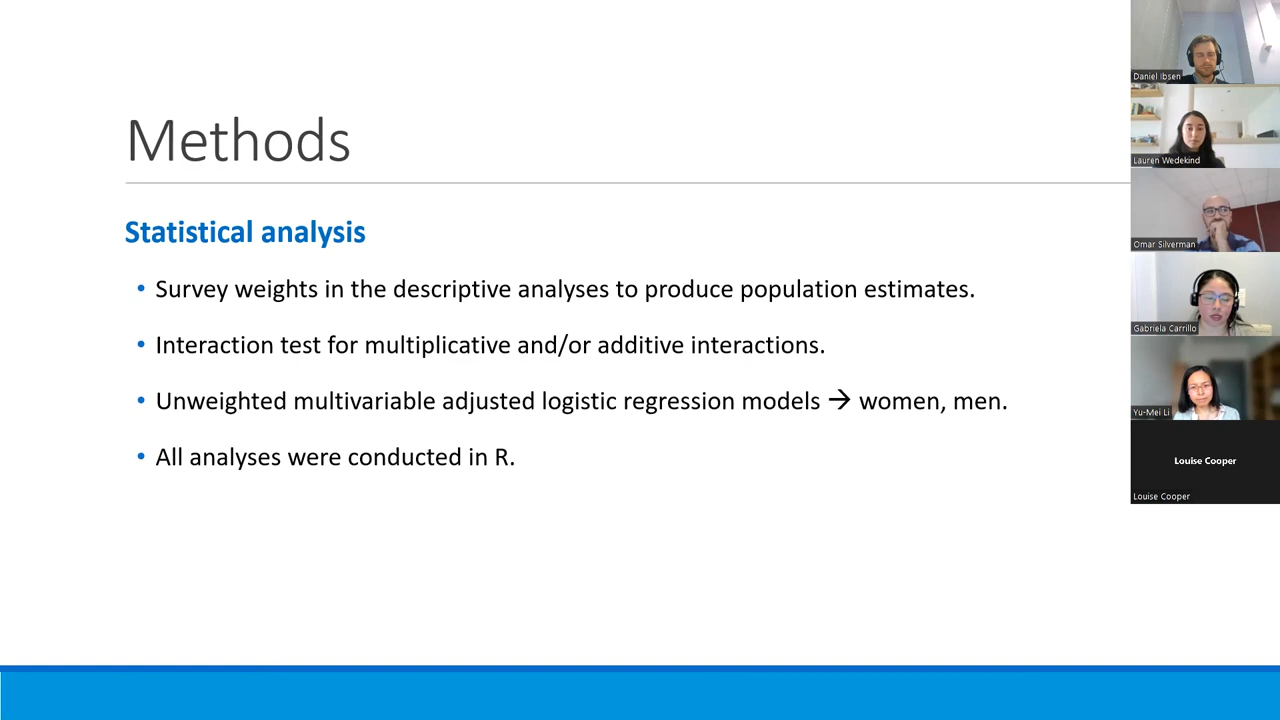 Methods
Statistical analysis
• Survey weights in the descriptive analyses to produce population estimates.
• Interaction test for multiplicative and/or additive interactions.
• Unweighted multivariable adjusted logistic regression models → women, men.
• All analyses were conducted in R.
Daniel Ibsen
Lauren Wedekind
Omar Silverman
Gabriela Carrillo
Yu-Mei Li
Louise Cooper
Louise Cooper